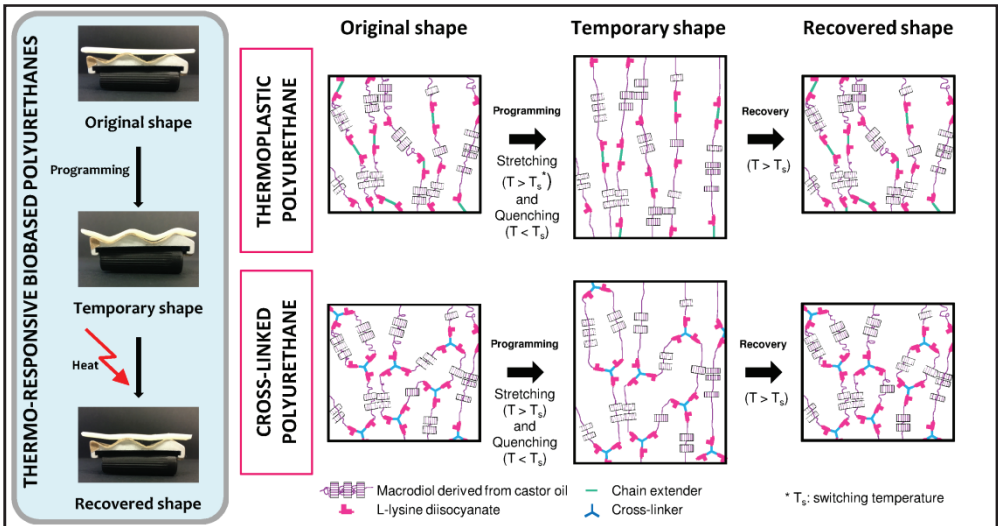 THERMO-RESPONSIVE BIOBASED POLYURETHANES
Original shape
Programming
Temporary shape
Heat
Recovered shape
Original shape
Temporary shape
Recovered shape
THERMOPLASTIC
POLYURETHANE
Programming
Stretching
(T > Ts*)
and
Quenching
(T < Ts)
Recovery
(T > Ts)
CROSS-LINKED
POLYURETHANE
Programming
Stretching
(T > Ts)
and
Quenching
(T < Ts)
Recovery
(T > Ts)
Macrodiol derived from castor oil
L-lysine diisocyanate
Chain extender
Cross-linker
* Ts: switching temperature